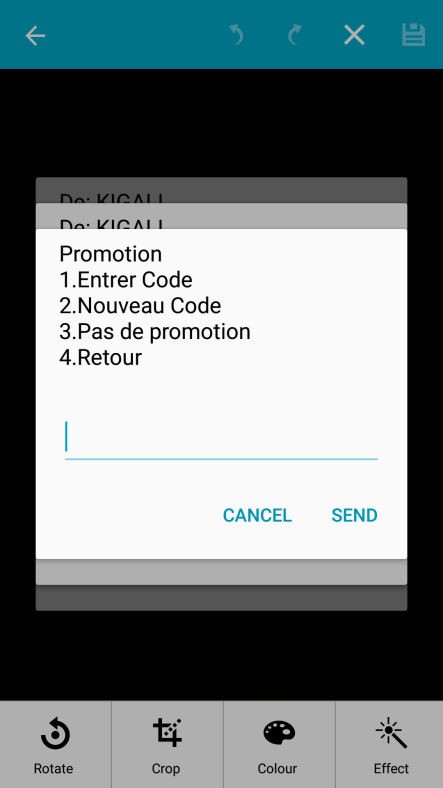 De: KIGALI
De: KIGALI
Promotion
1.Entrer Code
2.Nouveau Code
3.Pas de promotion
4.Retour
CANCEL SEND
Rotate Crop Colour Effect